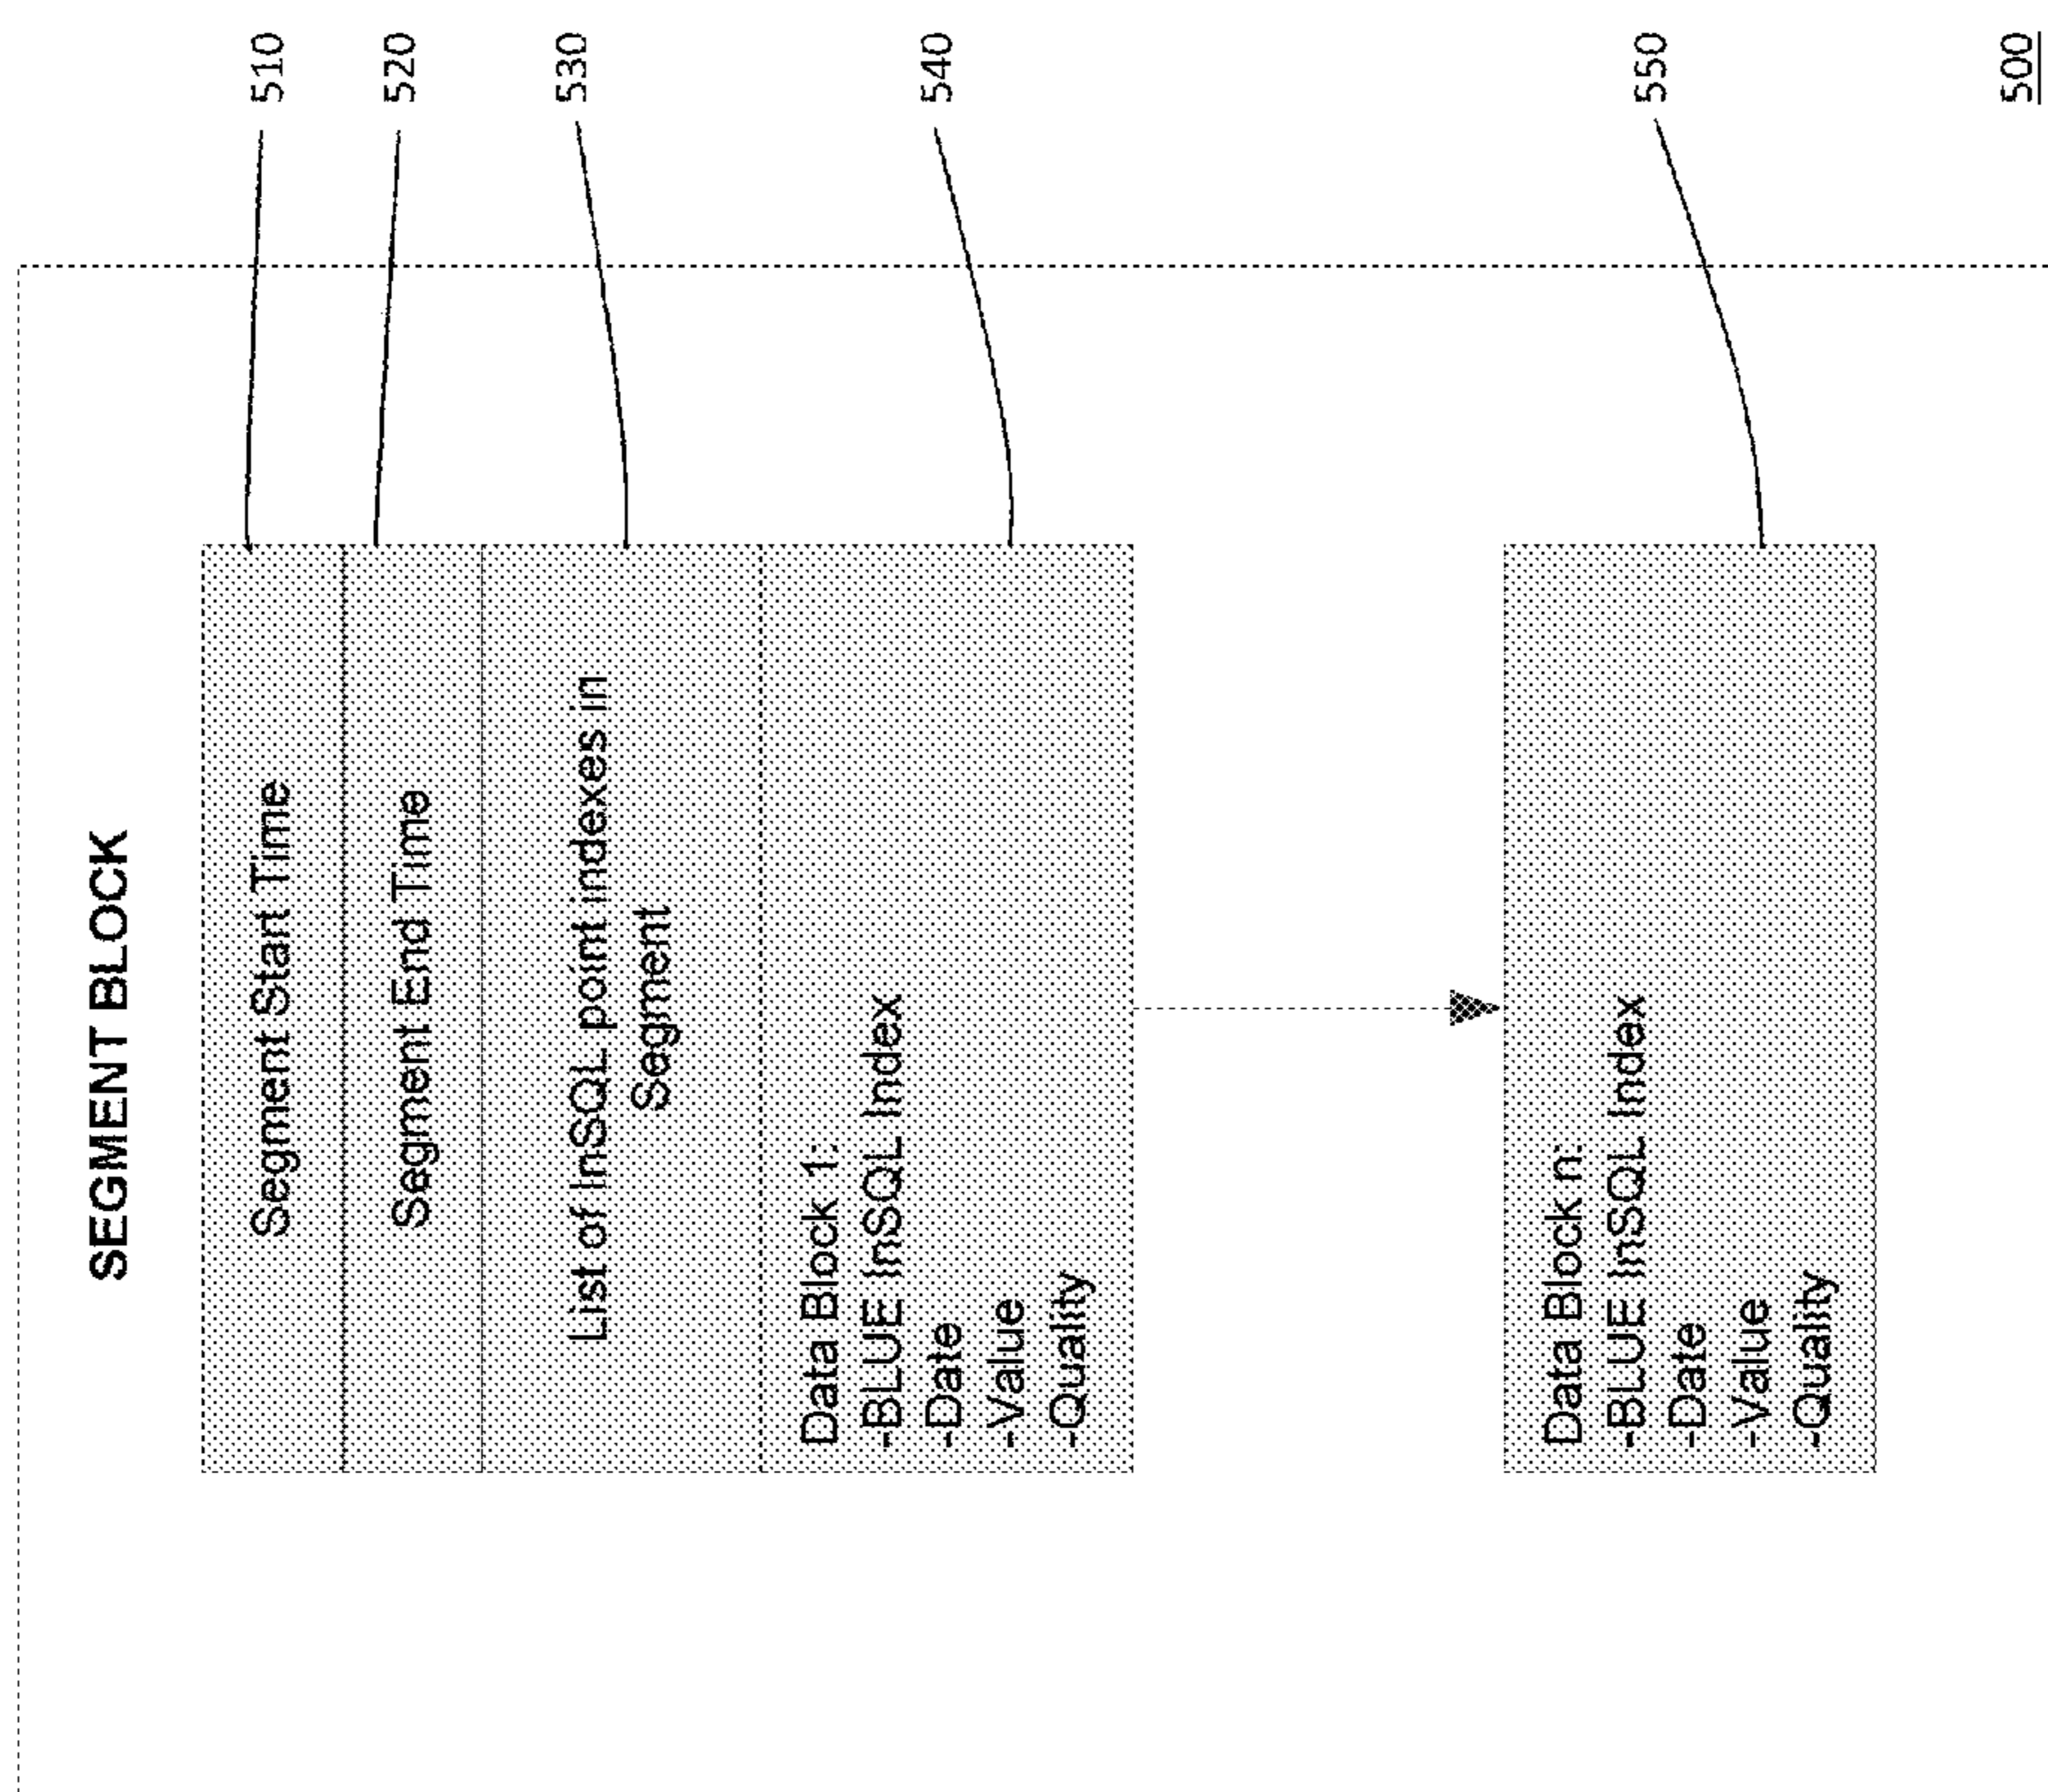 SEGMENT BLOCK
Segment Start Time
510
Segment End Time
520
List of InSQL point indexes in
Segment
530
Data Block 1:
-BLUE InSQL Index
-Date
-Value
-Quality
540
Data Block n:
-BLUE InSQL Index
-Date
-Value
-Quality
550
500